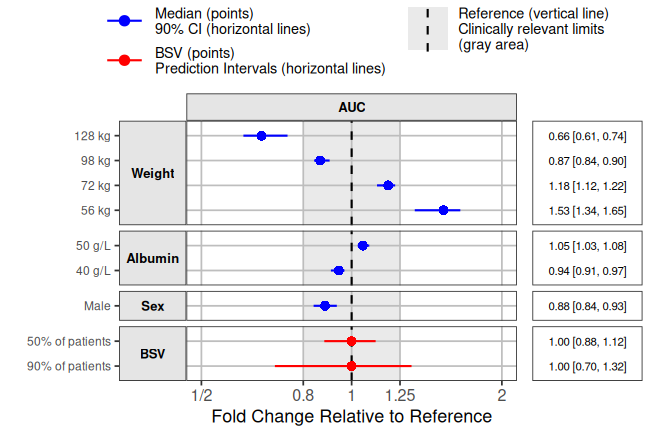 Median (points)
90% CI (horizontal lines)
BSV (points)
Prediction Intervals (horizontal lines)
Reference (vertical line)
Clinically relevant limits
(gray area)
AUC
Weight
128 kg
0.66 [0.61, 0.74]
98 kg
0.87 [0.84, 0.90]
72 kg
1.18 [1.12, 1.22]
56 kg
1.53 [1.34, 1.65]
Albumin
50 g/L
1.05 [1.03, 1.08]
40 g/L
0.94 [0.91, 0.97]
Male
Sex
0.88 [0.84, 0.93]
BSV
50% of patients
1.00 [0.88, 1.12]
90% of patients
1.00 [0.70, 1.32]
1/2 0.8 1 1.25 2
Fold Change Relative to Reference